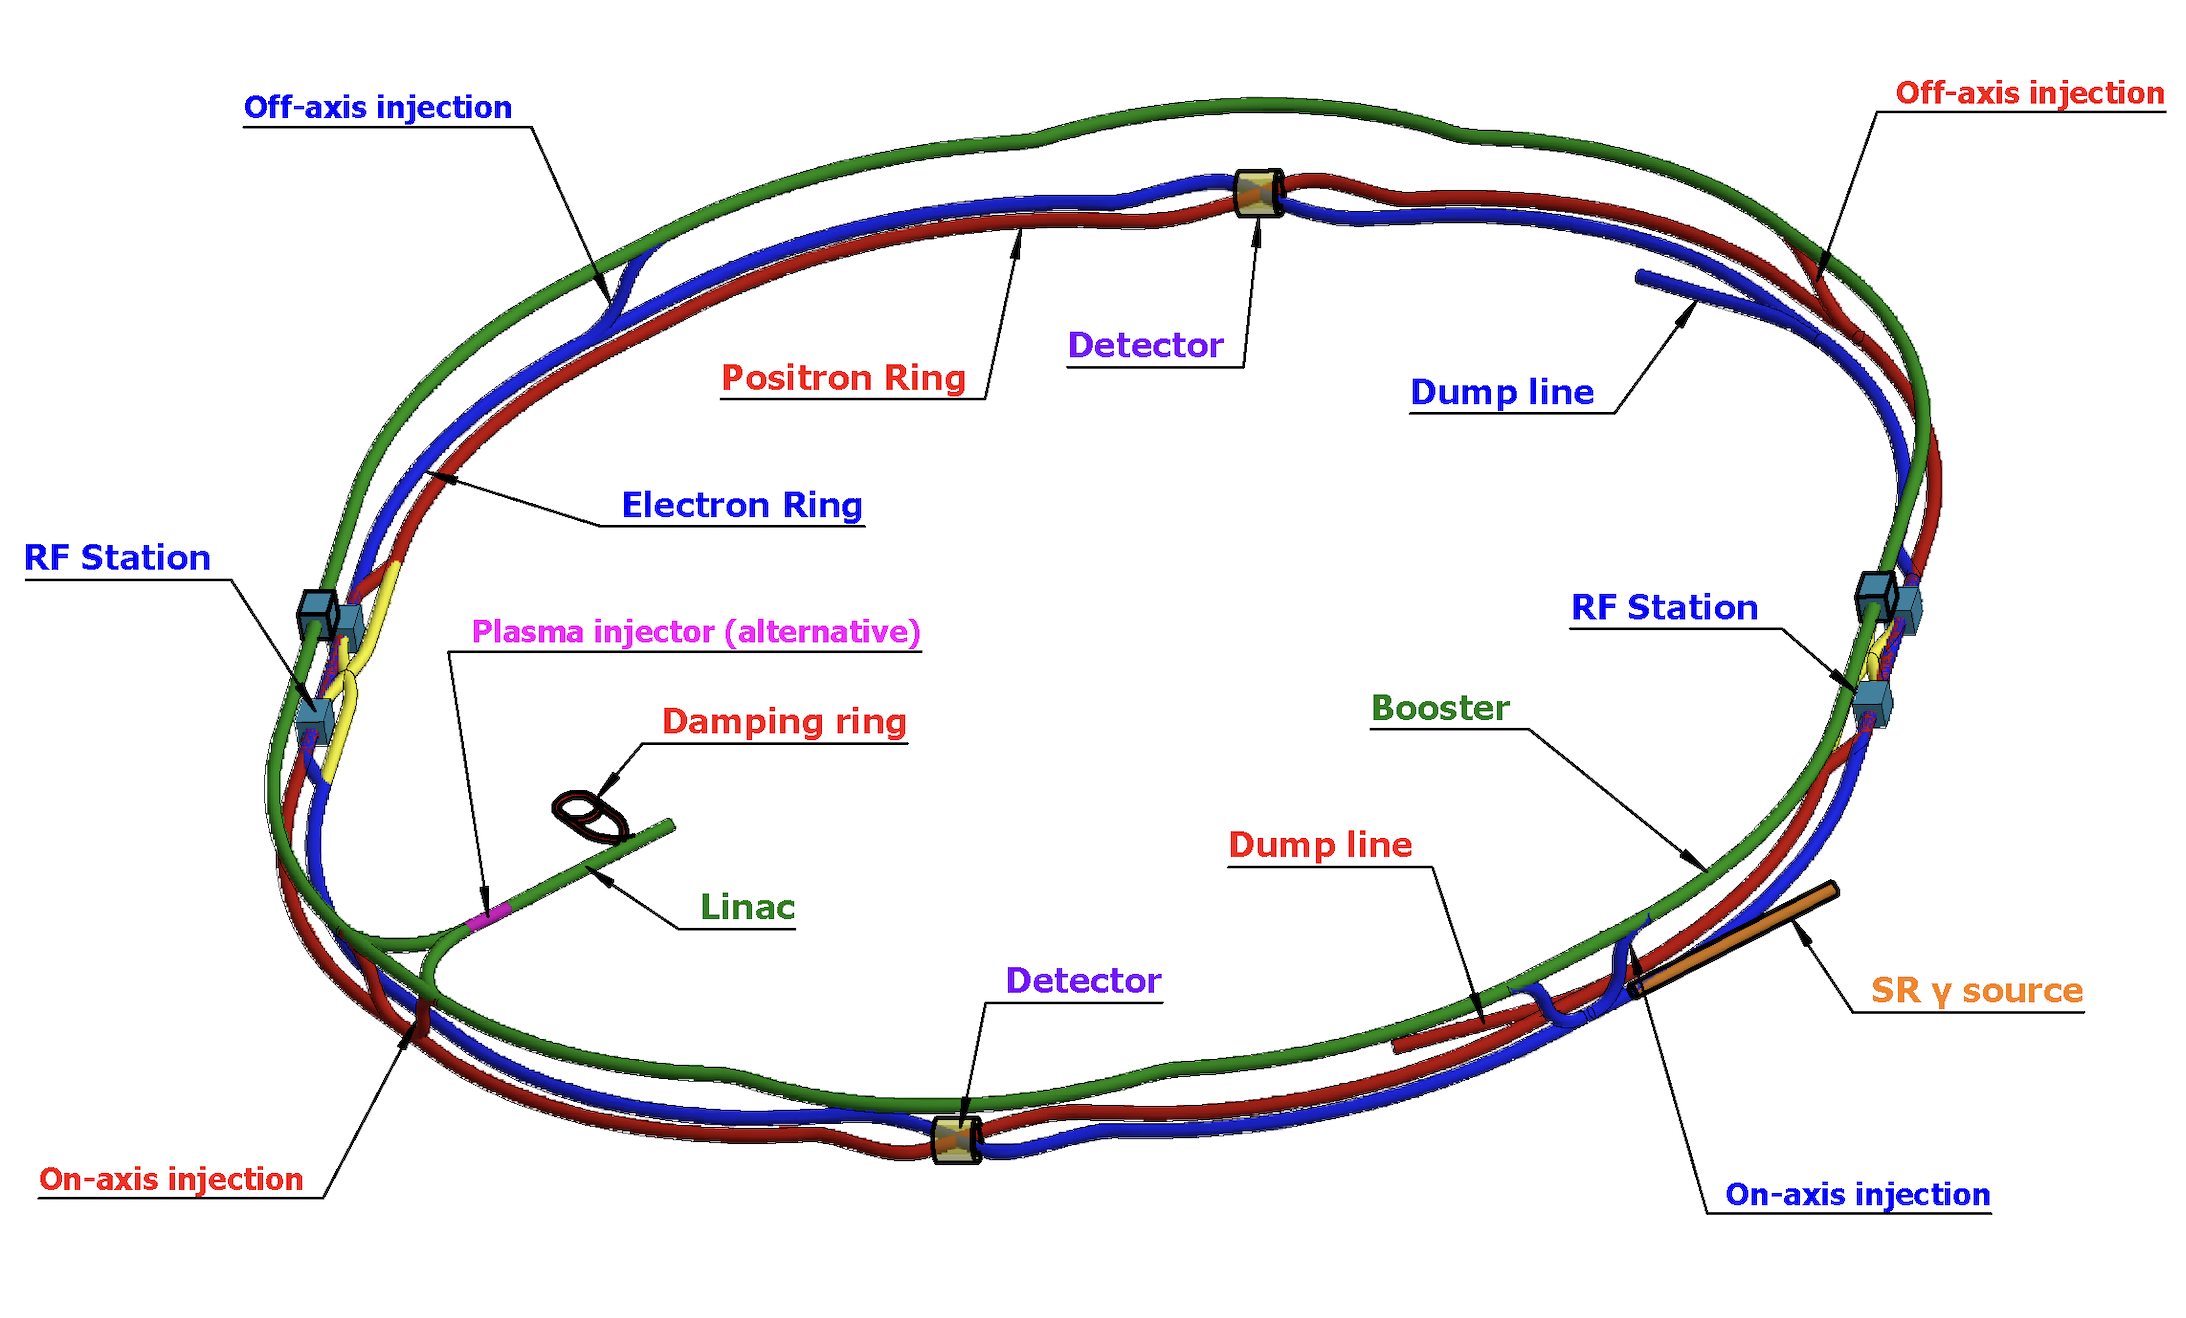 Off-axis injection
Off-axis injection
Detector
Positron Ring
Dump line
Electron Ring
RF Station
RF Station
Plasma injector (alternative)
Damping ring
Booster
Dump line
Linac
Detector
SR γ source
On-axis injection
On-axis injection